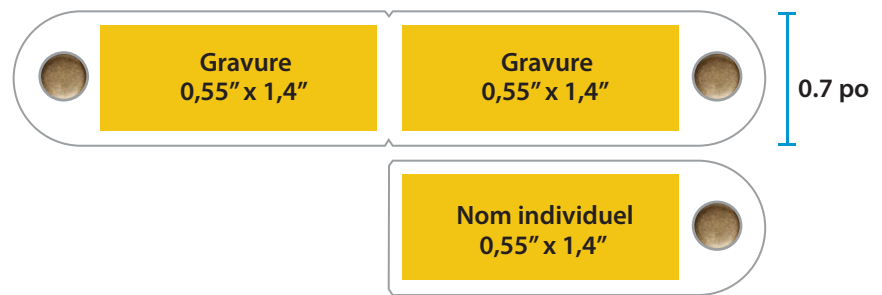 Gravure
0,55″ x 1,4″
Gravure
0,55″ x 1,4″
0.7 po
Nom individuel
0,55″ x 1,4″